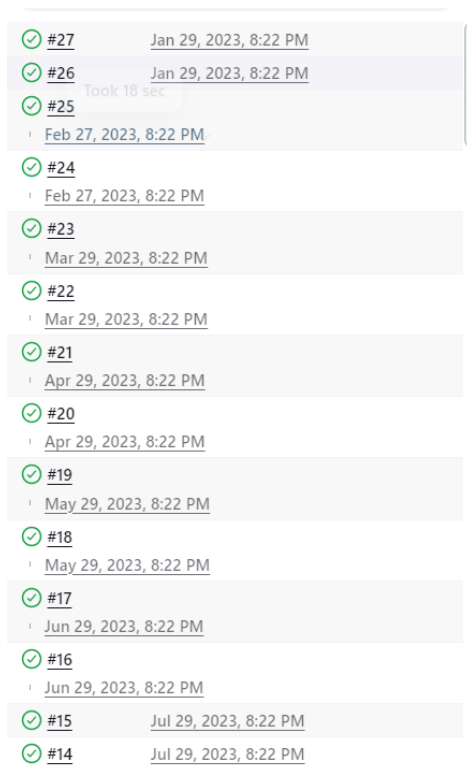 #27 Jan 29, 2023, 8:22 PM
#26 Jan 29, 2023, 8:22 PM
Took 18 sec
#25
Feb 27, 2023, 8:22 PM
#24
Feb 27, 2023, 8:22 PM
#23
Mar 29, 2023, 8:22 PM
#22
Mar 29, 2023, 8:22 PM
#21
Apr 29, 2023, 8:22 PM
#20
Apr 29, 2023, 8:22 PM
#19
May 29, 2023, 8:22 PM
#18
May 29, 2023, 8:22 PM
#17
Jun 29, 2023, 8:22 PM
#16
Jun 29, 2023, 8:22 PM
#15 Jul 29, 2023, 8:22 PM
#14 Jul 29, 2023, 8:22 PM